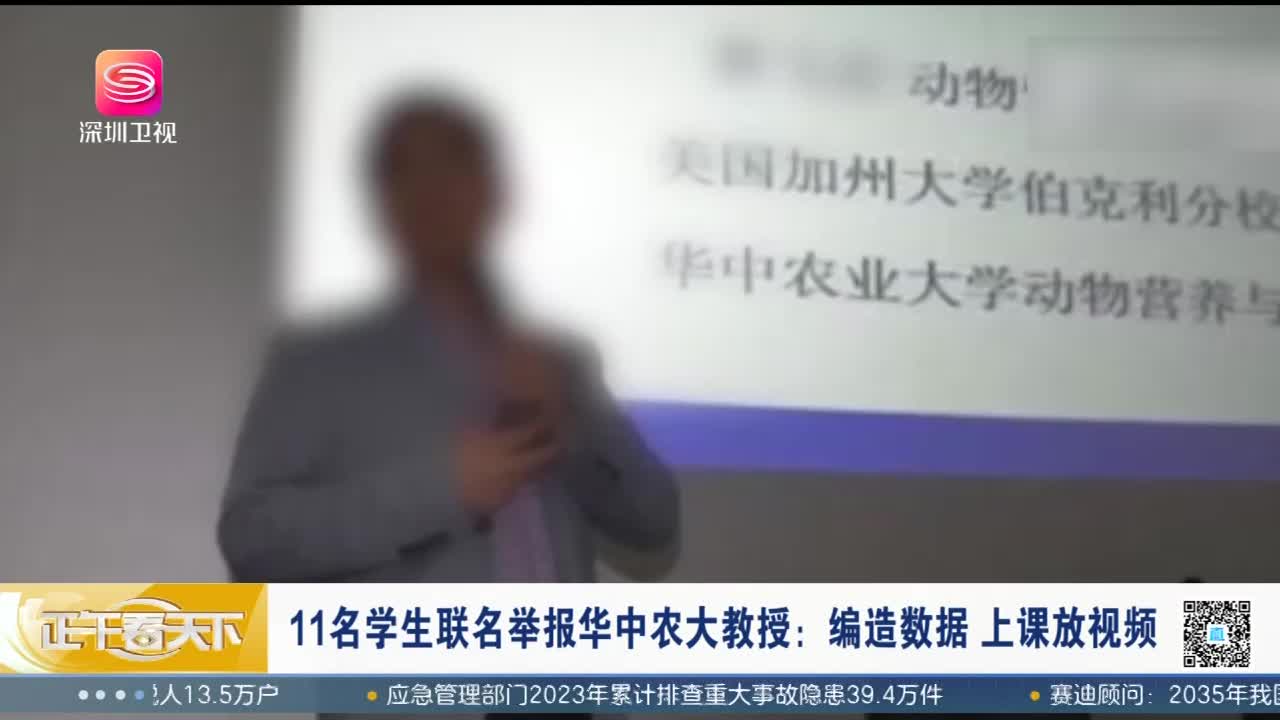 深圳卫视
动物
美国加州大学伯克利分校
华中农业大学动物营养与
正午看天下
11名学生联名举报华中农大教授：编造数据 上课放视频
人13.5万户
应急管理部门2023年累计排查重大事故隐患39.4万件
赛迪顾问：2035年我国